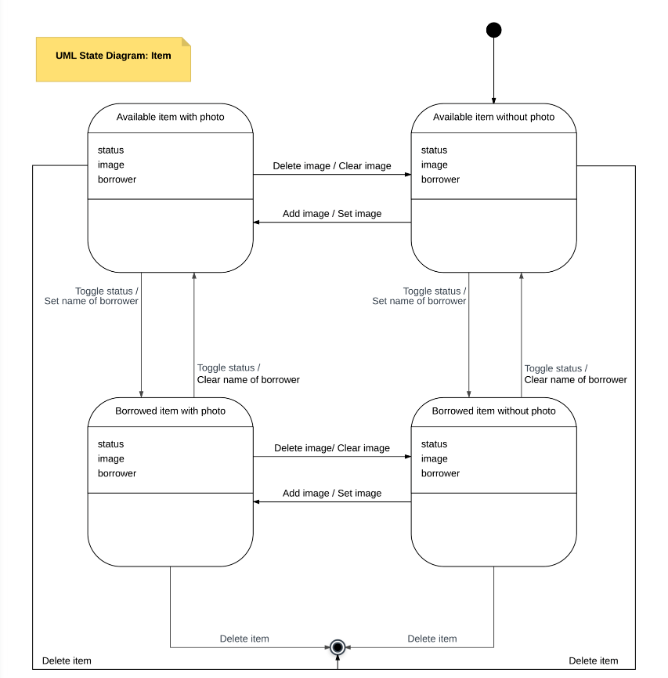 UML State Diagram: Item
Available item with photo
status
image
borrower
Available item without photo
status
image
borrower
Delete image / Clear image
Add image / Set image
Toggle status /
Set name of borrower
Toggle status /
Clear name of borrower
Toggle status /
Set name of borrower
Toggle status /
Clear name of borrower
Borrowed item with photo
status
image
borrower
Borrowed item without photo
status
image
borrower
Delete image/ Clear image
Add image / Set image
Delete item
Delete item
Delete item
Delete item